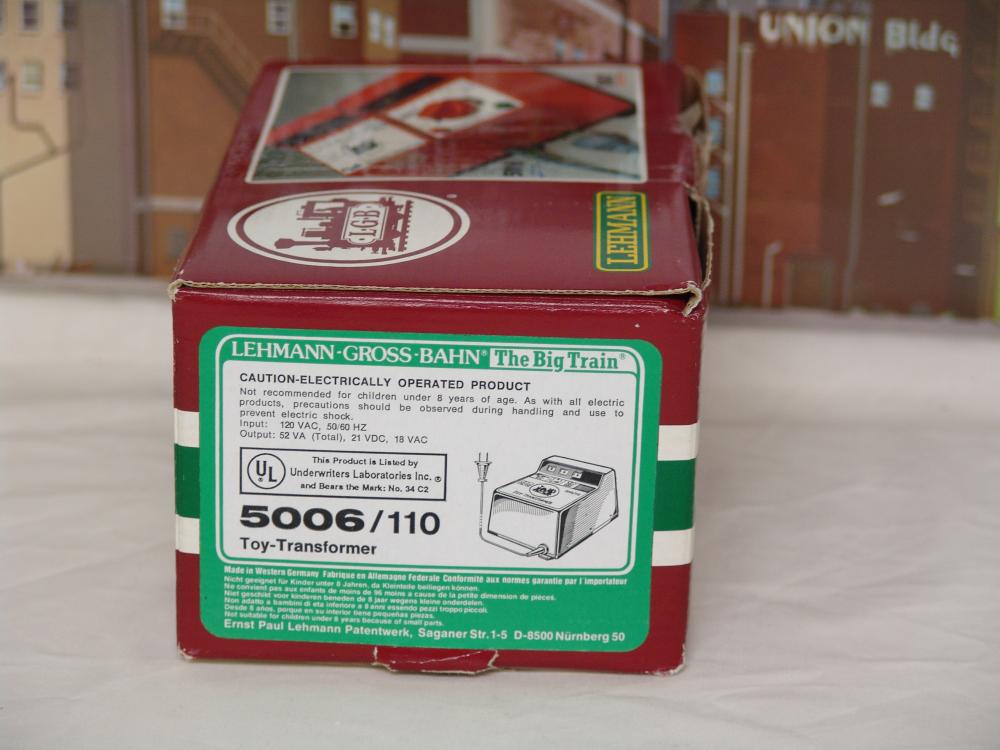 UNION Bldg
LGB
LEHMANN
LEHMANN-GROSS-BAHN® The Big Train®
CAUTION-ELECTRICALLY OPERATED PRODUCT
Not recommended for children under 8 years of age. As with all electric
products, precautions should be observed during handling and use to
prevent electric shock.
Input: 120 VAC, 50/60 HZ
Output: 52 VA (Total), 21 VDC, 18 VAC
UL
This Product is Listed by
Underwriters Laboratories Inc. ®
and Bears the Mark: No. 34 C2
5006/110
Toy-Transformer
Made in Western Germany Fabrique en Allemagne Federale Conformité aux normes garantie par l'importateur
Nicht geeignet für Kinder unter 8 Jahren, da Kleinteile beiliegen können.
Ne convient pas aux enfants de moins de 96 moins a cause de la petite dimension de pièces.
Niet geschikt voor kinderen beneden de 8 jaar wegens kleine onderdelen.
Non adatto a bambini di eta inferiore a 8 anni essendo pezzi troppo piccoli.
Desde 8 años, porque en su interior tiene pequeñas piezas.
Not suitable for children under 8 years because of small parts.
Ernst Paul Lehmann Patentwerk, Saganer Str. 1-5 D-8500 Nürnberg 50